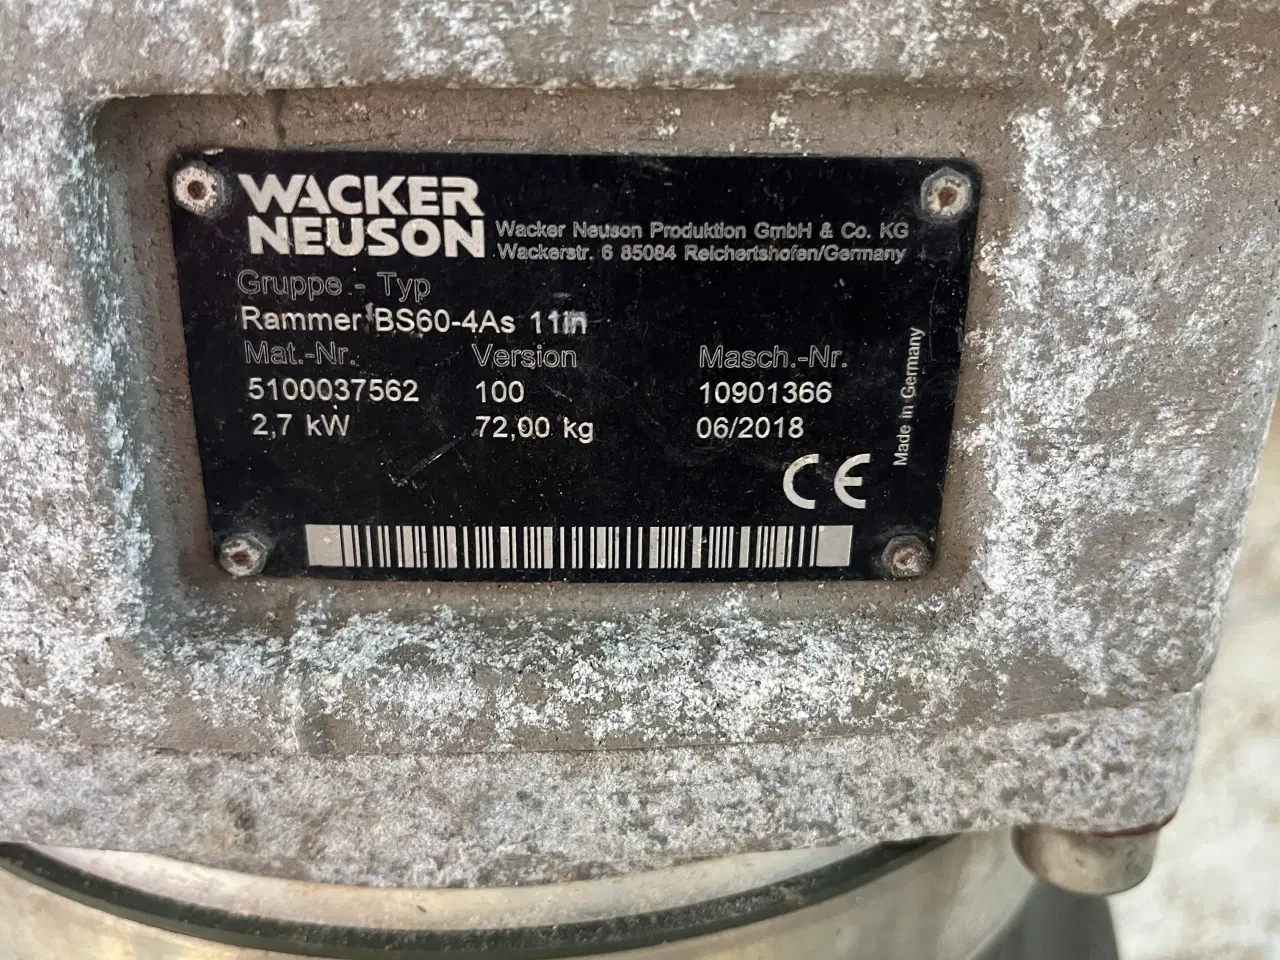 WACKER
NEUSON
Wacker Neuson Produktion GmbH & Co. KG
Wackerstr. 6 85084 Reichertshofen/Germany
Gruppe - Typ
Rammer BS60-4As 11in
Mat.-Nr. Version Masch.-Nr.
5100037562 100 10901366
2,7 kW 72,00 kg 06/2018
Made in Germany
CE